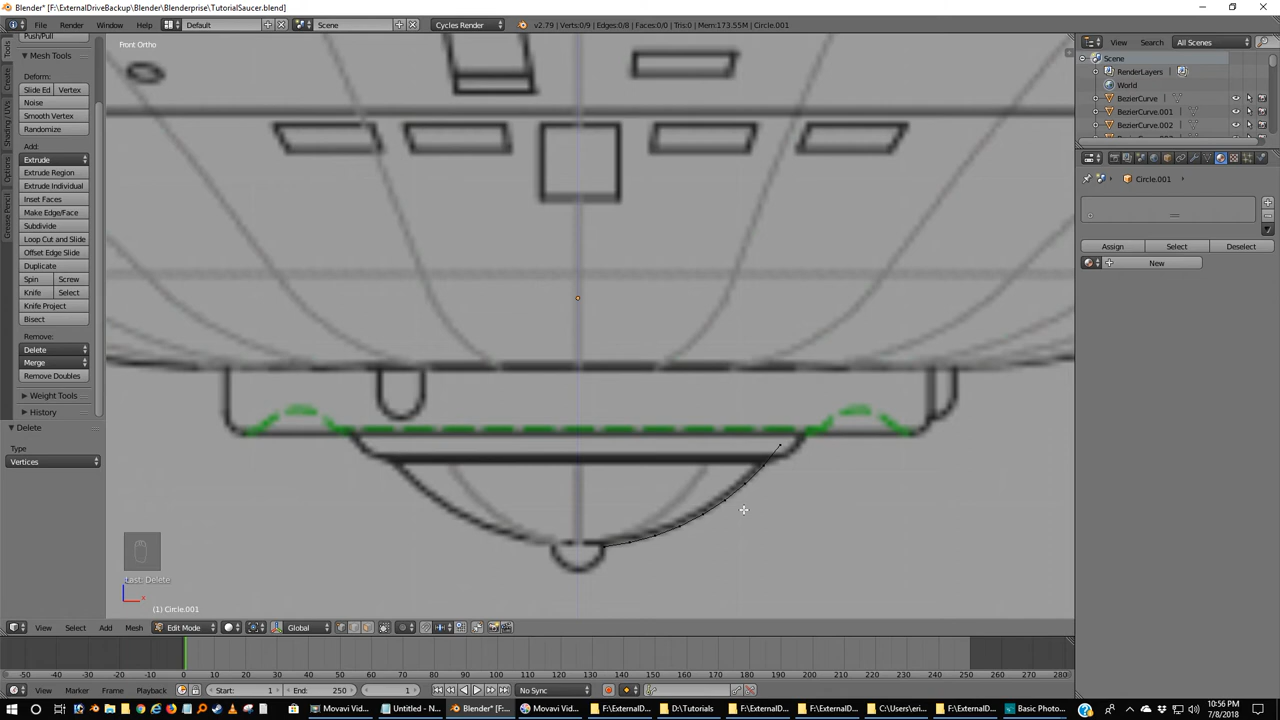 Blender* [F:\ExternalDriveBackup\Blender\Blenderprise\TutorialSaucer.blend]
File Render Window Help Default Scene Cycles Render v2.79 | Verts:0/9 | Edges:0/8 | Faces:0/0 | Tris:0 | Mem:173.55M | Circle.001
View Search All Scenes
Front Ortho
Push/Pull
Mesh Tools
Deform:
Slide Ed Vertex
Noise
Smooth Vertex
Randomize
Add:
Extrude
Extrude Region
Extrude Individual
Inset Faces
Make Edge/Face
Subdivide
Loop Cut and Slide
Offset Edge Slide
Duplicate
Spin Screw
Knife Select
Knife Project
Bisect
Remove:
Delete
Merge
Remove Doubles
Weight Tools
History
Delete
Type
Vertices
Tools
Create
Shading / UVs
Options
Grease Pencil
Scene
RenderLayers
World
BezierCurve
BezierCurve.001
BezierCurve.002
Circle.001
Assign Select Deselect
New
Last: Delete
(1) Circle.001
View Select Add Mesh Edit Mode Global
-50 -40 -30 -20 -10 0 10 20 30 40 50 60 70 80 90 100 110 120 130 140 150 160 170 180 190 200 210 220 230 240 250 260 270 280
View Marker Frame Playback Start: 1 End: 250 1 No Sync
Movavi Vid... Untitled - N... Blender* [F:... Movavi Vid... F:\ExternalD... D:\Tutorials F:\ExternalD... F:\ExternalD... C:\Users\eri... F:\ExternalD... Basic Photo...
10:56 PM
7/8/2018